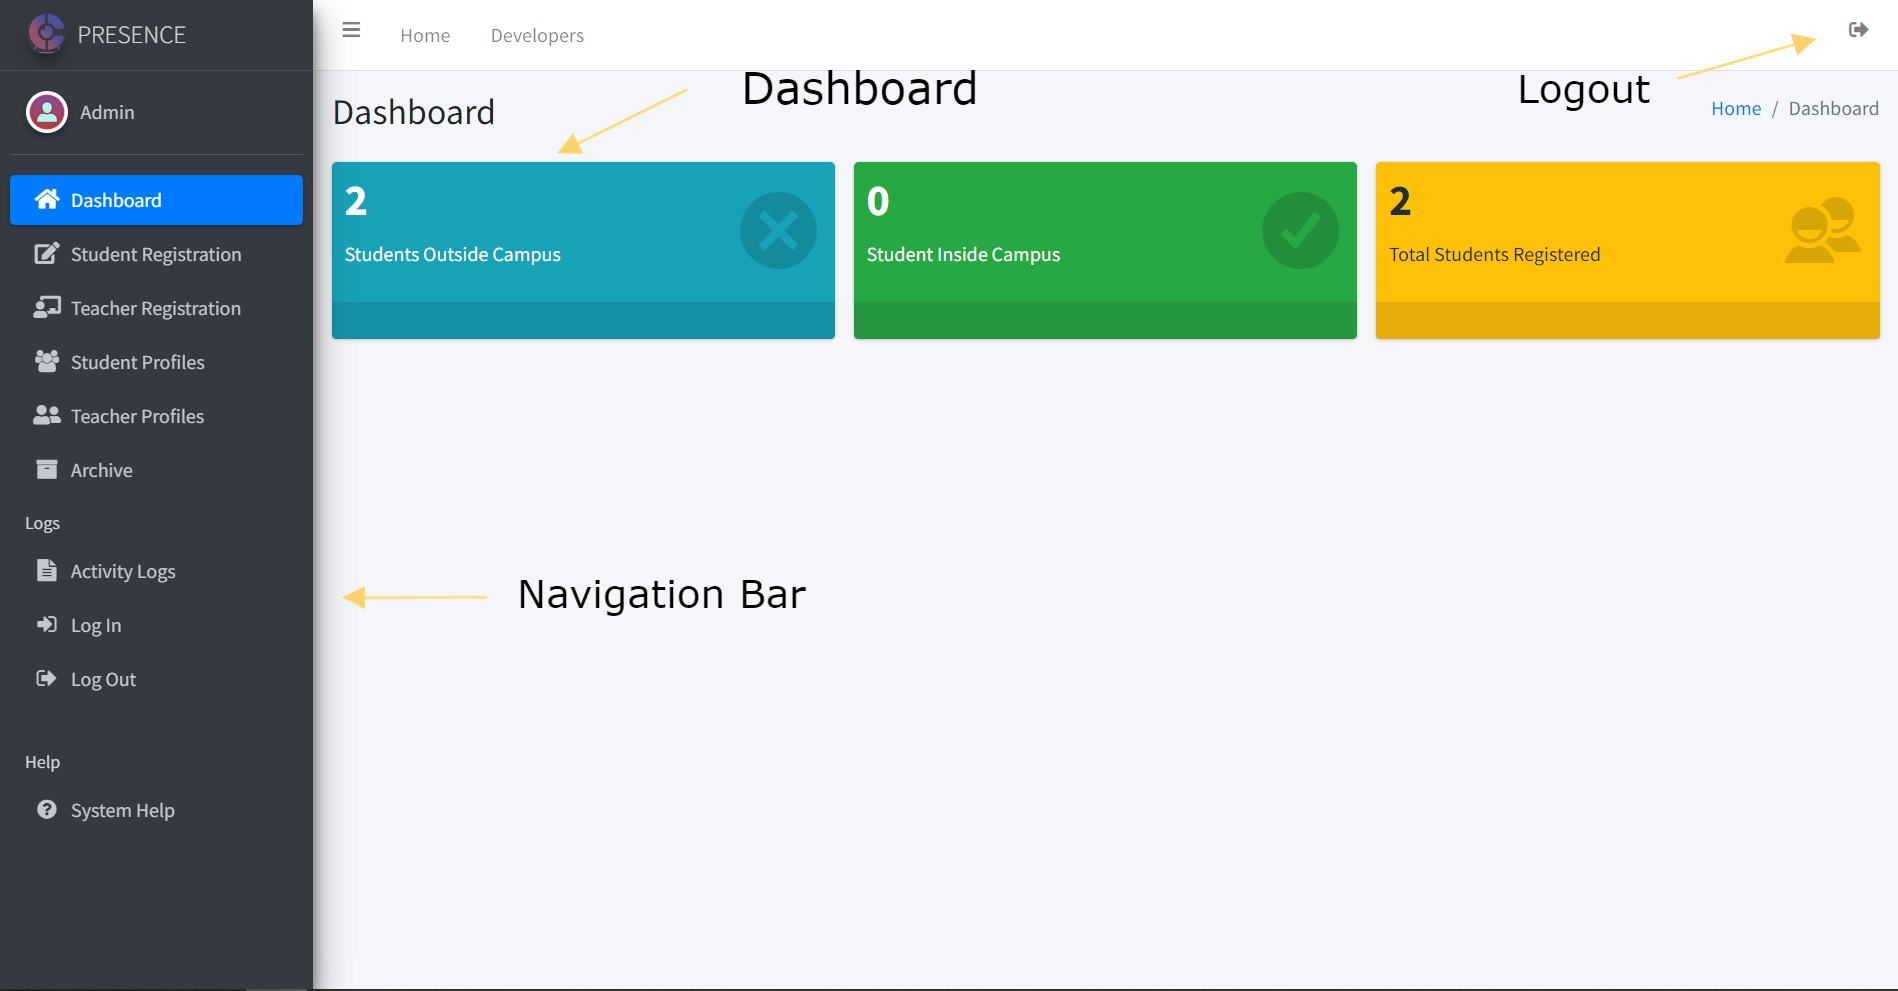 PRESENCE
Home
Developers
Logout
Dashboard
Dashboard
Home / Dashboard
Admin
Dashboard
Student Registration
Teacher Registration
Student Profiles
Teacher Profiles
Archive
Logs
Activity Logs
Log In
Log Out
Help
System Help
2
Students Outside Campus
0
Student Inside Campus
2
Total Students Registered
Navigation Bar